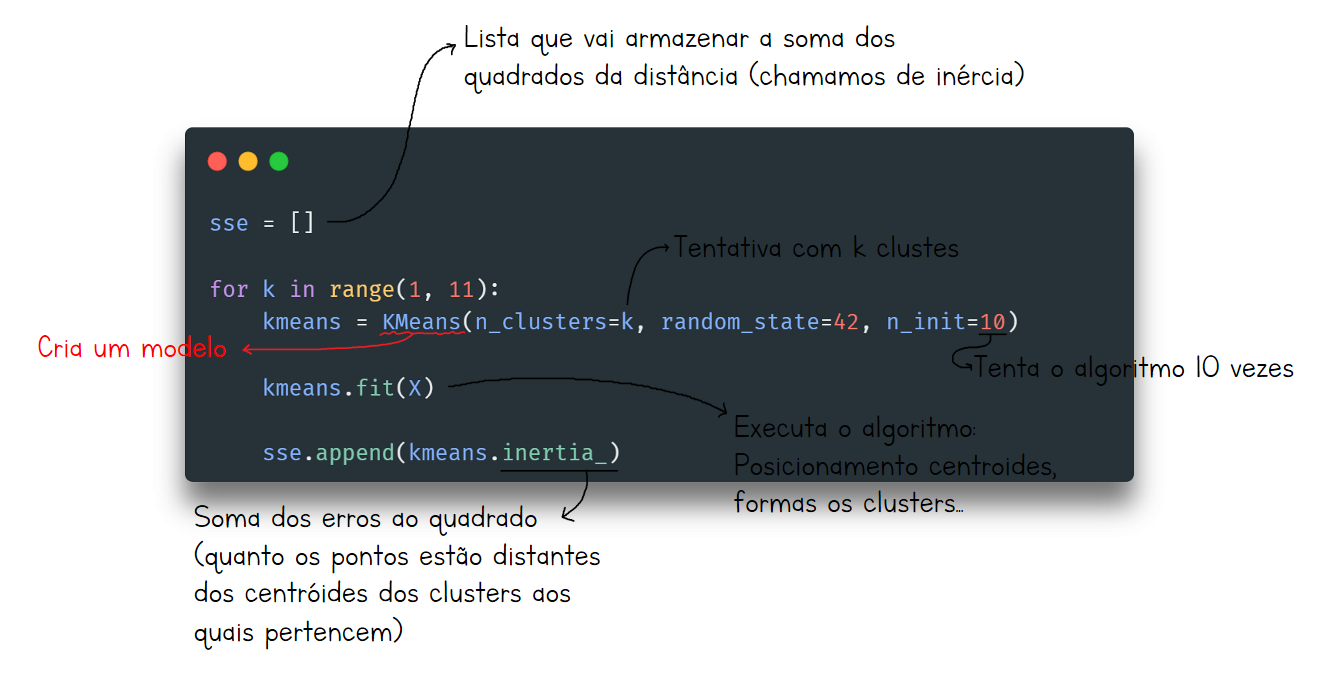 Lista que vai armazenar a soma dos
quadrados da distância (chamamos de inércia)
sse = []
Tentativa com k clustes
for k in range(1, 11):
kmeans = KMeans(n_clusters=k, random_state=42, n_init=10)
Cria um modelo
Tenta o algoritmo 10 vezes
kmeans.fit(X)
Executa o algoritmo:
Posicionamento centroides,
formas os clusters...
sse.append(kmeans.inertia_)
Soma dos erros ao quadrado
(quanto os pontos estão distantes
dos centróides dos clusters aos
quais pertencem)